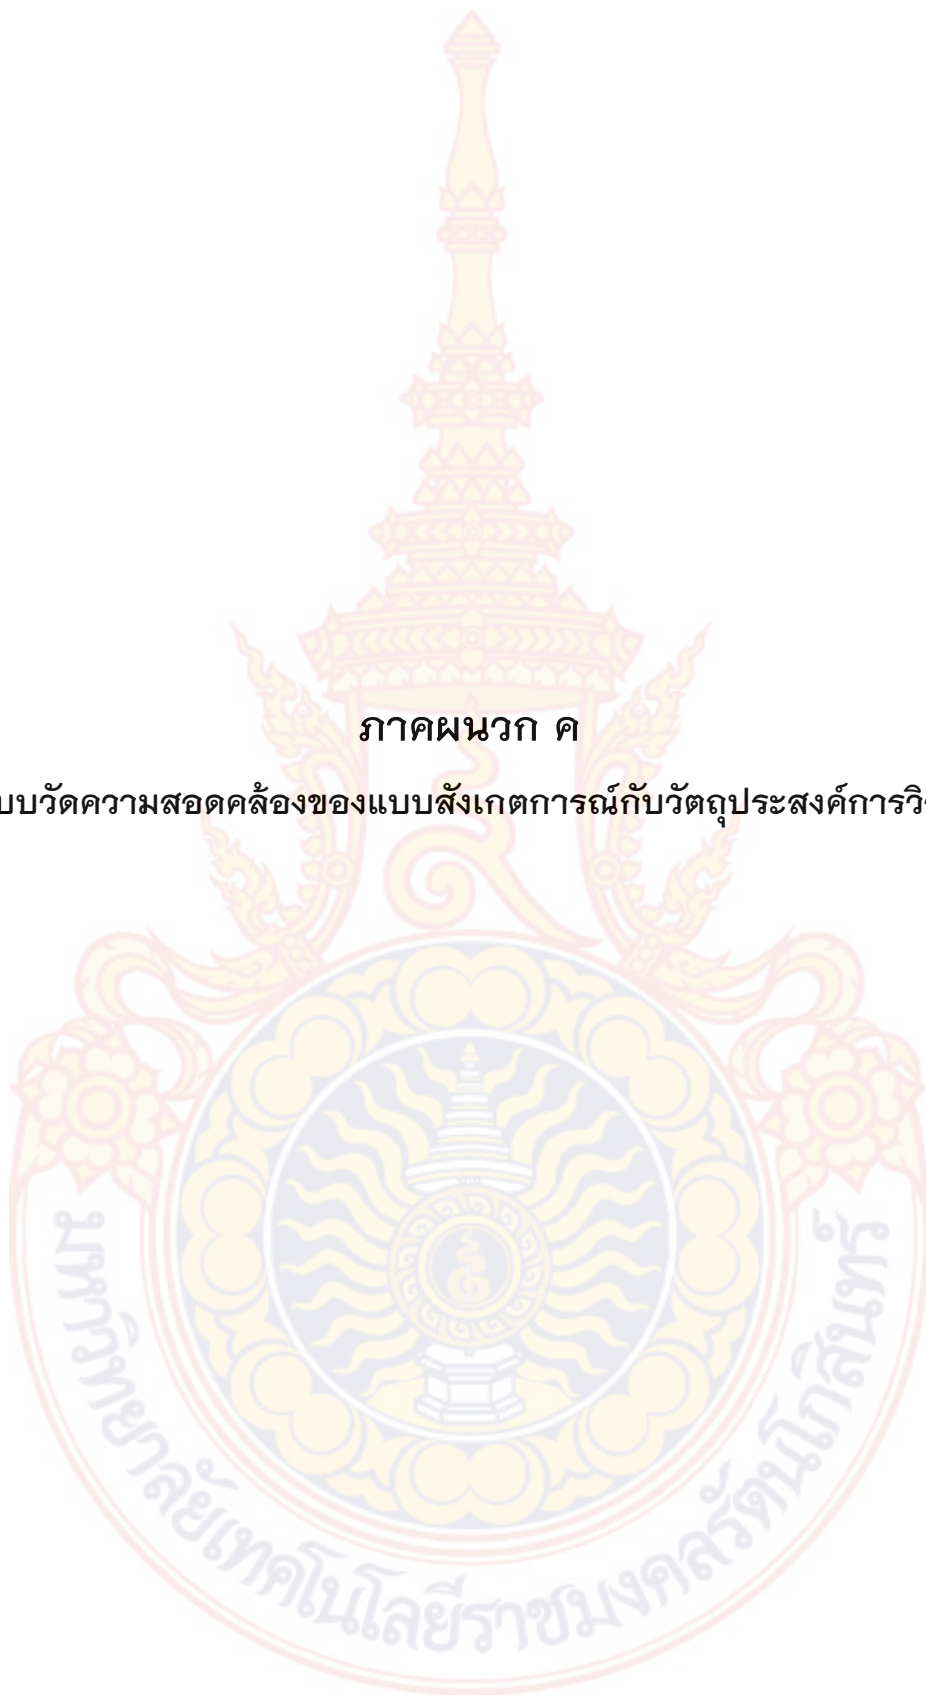 ภาคผนวก ค
บบวัดความสอดคล้องของแบบสังเกตการณ์กับวัตถุประสงค์การวิ
มหาวิทยาลัยเทคโนโลยีราชมงคลรัตนโกสินทร์